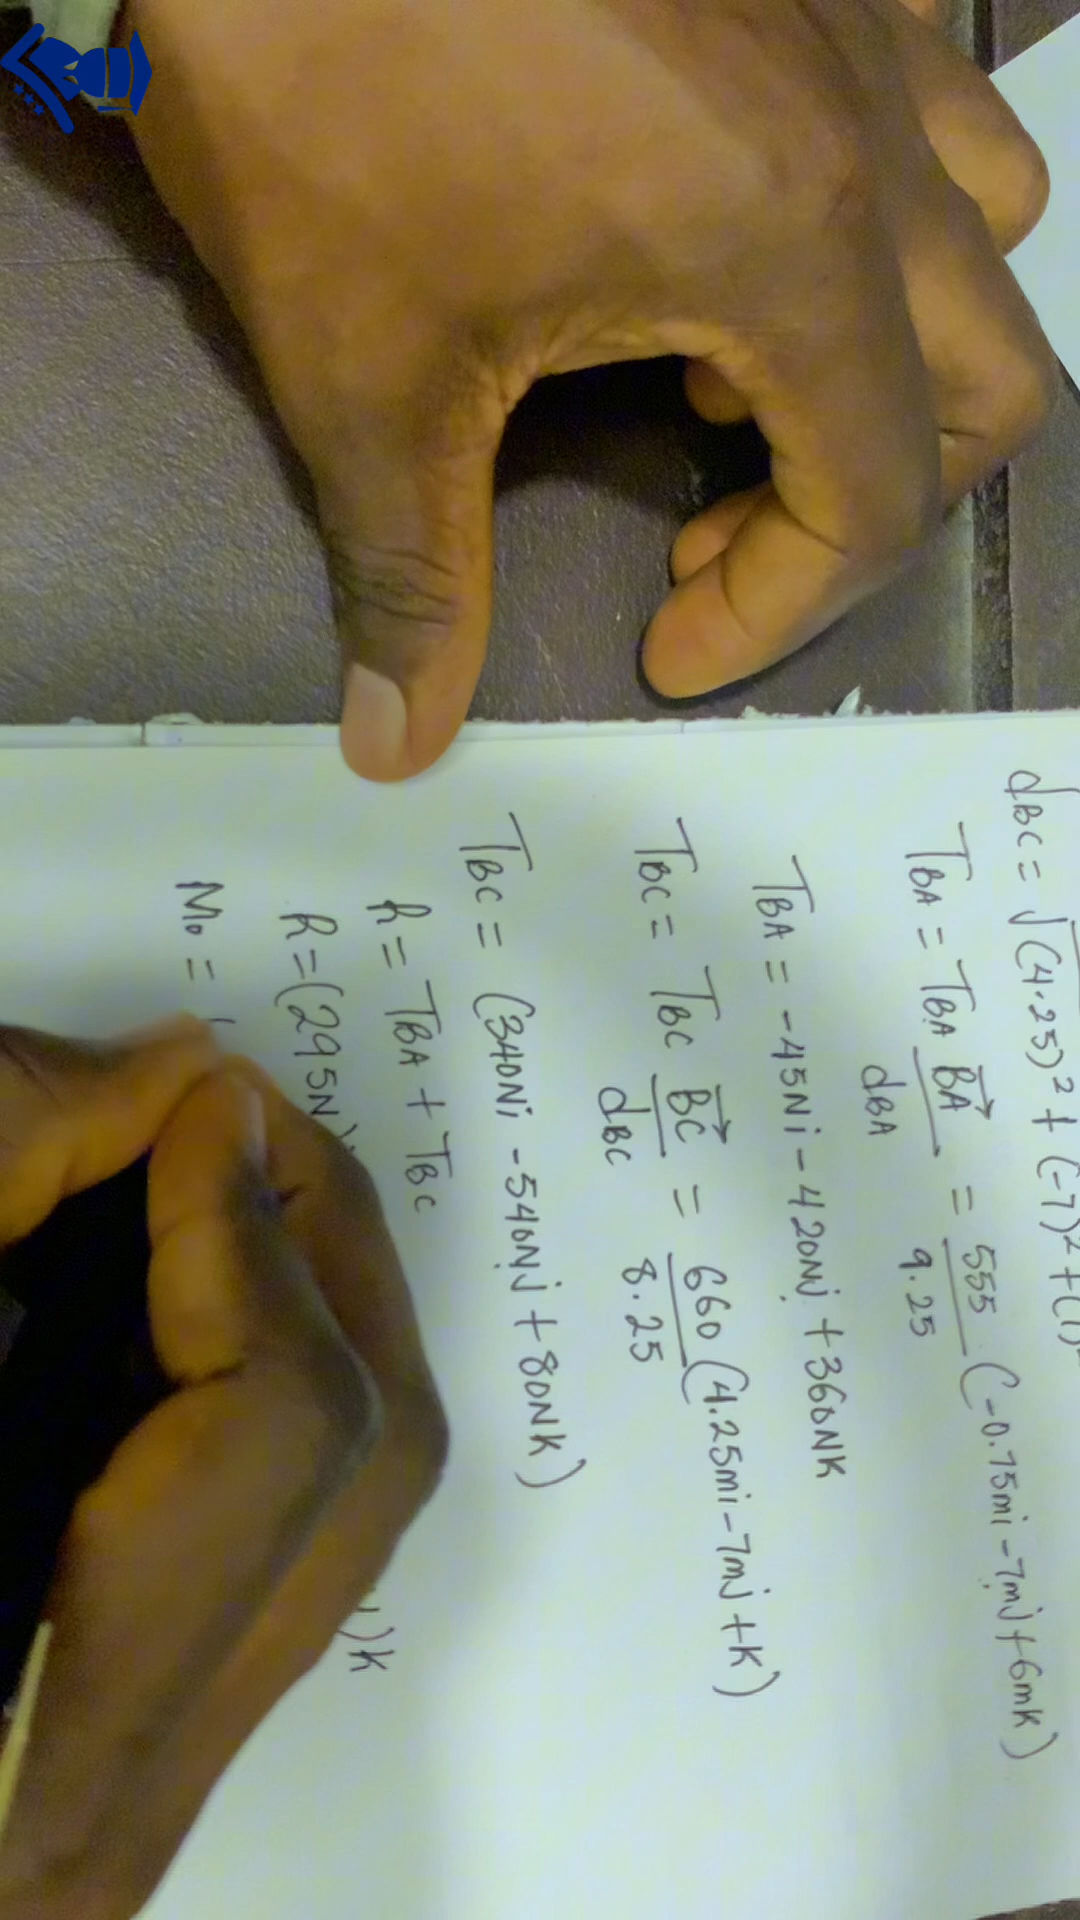 dBC = √(4.25)² + (-7)² + (1)
TBA = TBA BA / dBA = 555 / 9.25 (-0.75mi - 7mj + 6mK)
TBA = -45Ni - 420Nj + 360NK
TBC = TBC BC / dBC = 660 / 8.25 (4.25mi - 7mj + K)
TBC = (340Ni - 540Nj + 80NK)
R = TBA + TBC
R = (295N) )K
Mo = (